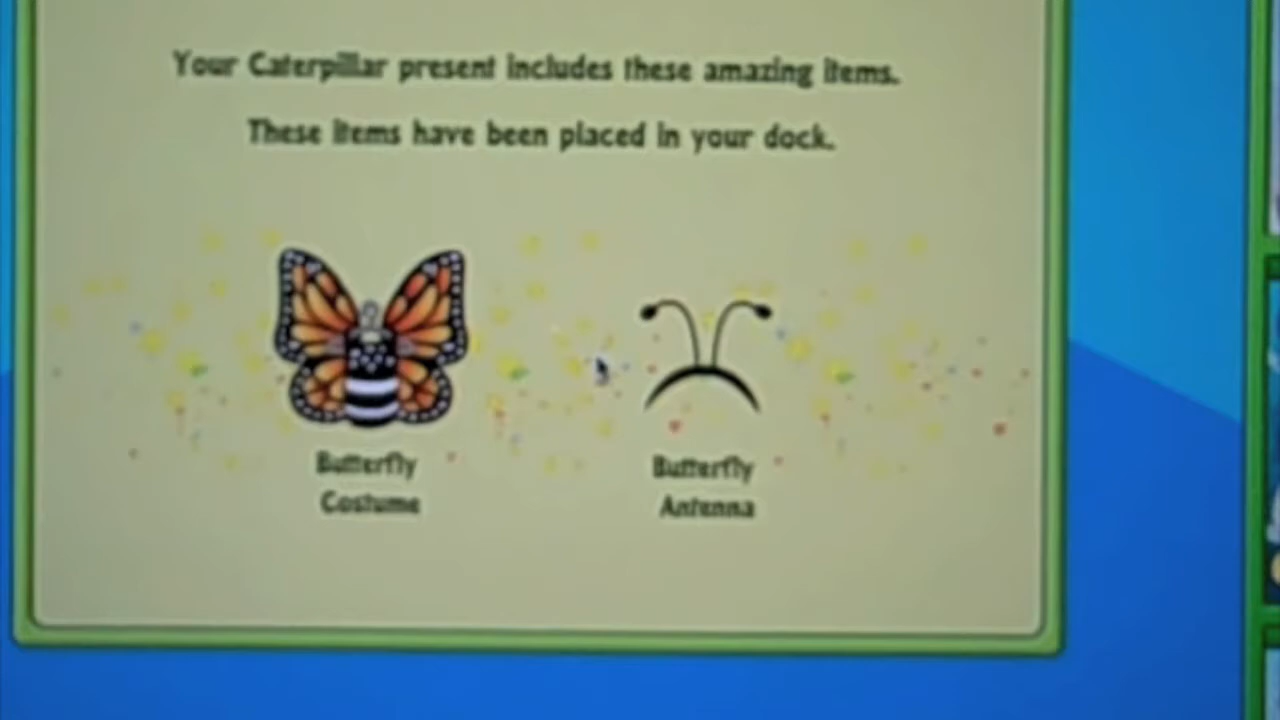 Your Caterpillar present includes these amazing items.
These items have been placed in your dock.
Butterfly
Costume
Butterfly
Antenna